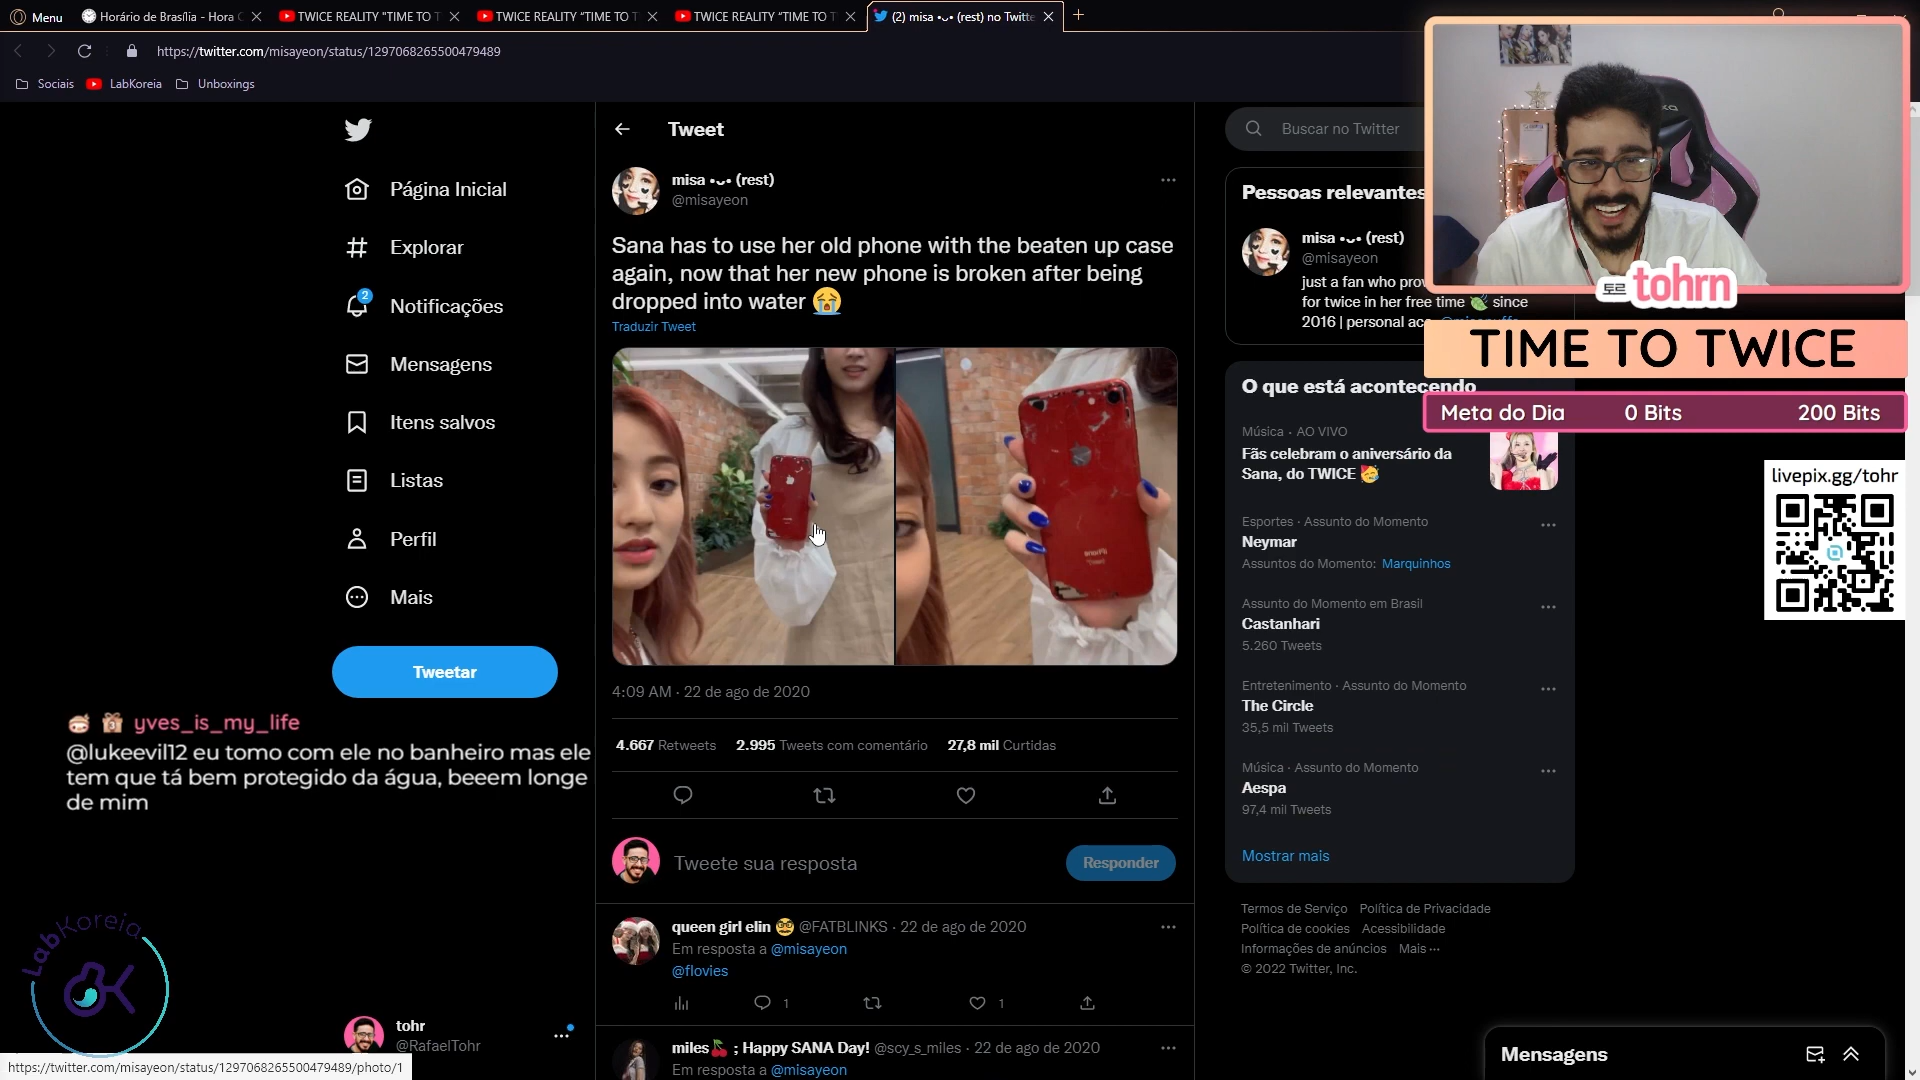 Menu
Horário de Brasília - Hora
TWICE REALITY "TIME TO T
TWICE REALITY “TIME TO T
TWICE REALITY “TIME TO T
(2) misa •ᴗ• (rest) no Twitte
https://twitter.com/misayeon/status/1297068265500479489
Sociais
LabKoreia
Unboxings
Página Inicial
Explorar
2
Notificações
Mensagens
Itens salvos
Listas
Perfil
Mais
Tweetar
yves_is_my_life
@lukeevil12 eu tomo com ele no banheiro mas ele
tem que tá bem protegido da água, beeem longe
de mim
LabKoreia
tohr
@RafaelTohr
https://twitter.com/misayeon/status/1297068265500479489/photo/1
Tweet
misa •ᴗ• (rest)
@misayeon
Sana has to use her old phone with the beaten up case
again, now that her new phone is broken after being
dropped into water 😭
Traduzir Tweet
4:09 AM · 22 de ago de 2020
4.667 Retweets 2.995 Tweets com comentário 27,8 mil Curtidas
Tweete sua resposta
Responder
queen girl elin 🥸 @FATBLINKS · 22 de ago de 2020
Em resposta a @misayeon
@flovies
1
1
miles🍒 ; Happy SANA Day! @scy_s_miles · 22 de ago de 2020
Em resposta a @misayeon
Buscar no Twitter
Pessoas relevantes
misa •ᴗ• (rest)
@misayeon
just a fan who prov
for twice in her free time 🍃 since
2016 | personal acc
O que está acontecendo
Música · AO VIVO
Fãs celebram o aniversário da
Sana, do TWICE 🥳
Esportes · Assunto do Momento
Neymar
Assuntos do Momento: Marquinhos
Assunto do Momento em Brasil
Castanhari
5.260 Tweets
Entretenimento · Assunto do Momento
The Circle
35,5 mil Tweets
Música · Assunto do Momento
Aespa
97,4 mil Tweets
Mostrar mais
Termos de Serviço Política de Privacidade
Política de cookies Acessibilidade
Informações de anúncios Mais ···
© 2022 Twitter, Inc.
Mensagens
토르 tohrn
TIME TO TWICE
Meta do Dia 0 Bits 200 Bits
livepix.gg/tohr